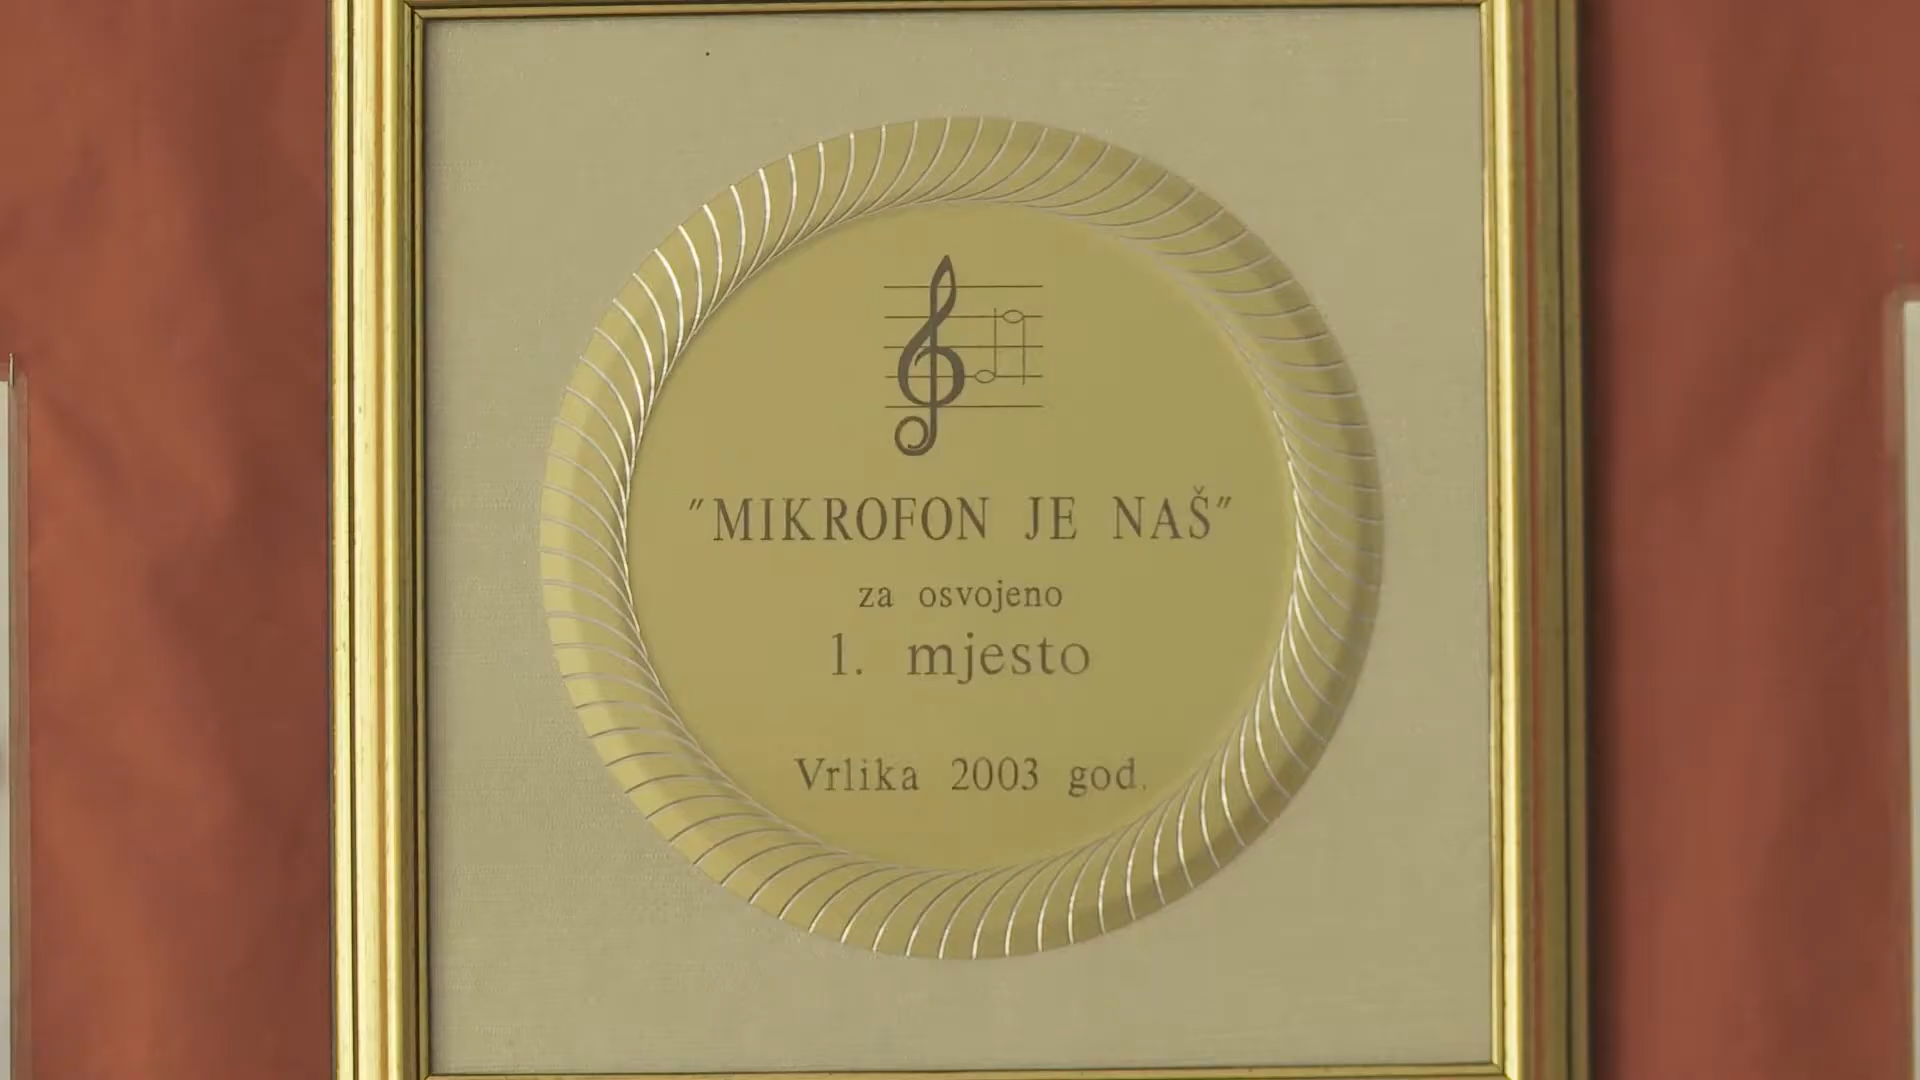 "MIKROFON JE NAŠ"
za osvojeno
1. mjesto
Vrlika 2003 god.